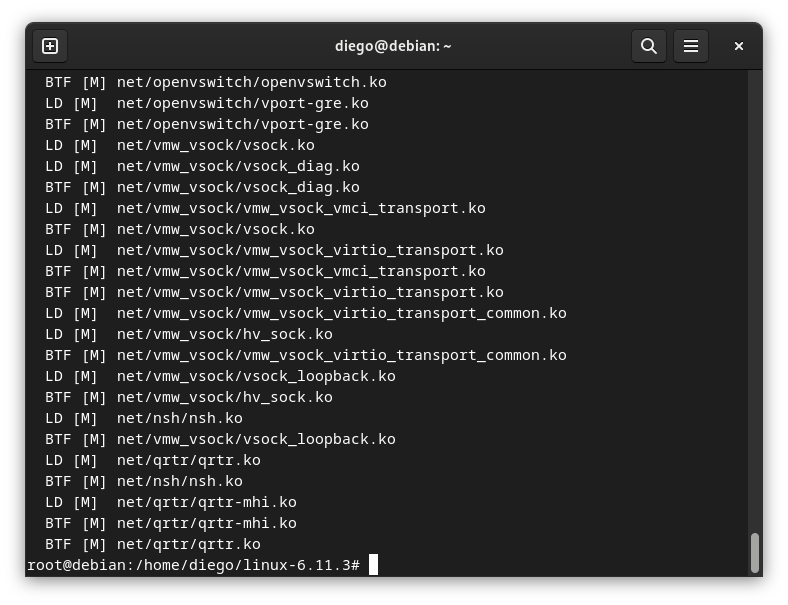 diego@debian: ~
BTF [M] net/openvswitch/openvswitch.ko
LD [M]  net/openvswitch/vport-gre.ko
BTF [M] net/openvswitch/vport-gre.ko
LD [M]  net/vmw_vsock/vsock.ko
LD [M]  net/vmw_vsock/vsock_diag.ko
BTF [M] net/vmw_vsock/vsock_diag.ko
LD [M]  net/vmw_vsock/vmw_vsock_vmci_transport.ko
BTF [M] net/vmw_vsock/vsock.ko
LD [M]  net/vmw_vsock/vmw_vsock_virtio_transport.ko
BTF [M] net/vmw_vsock/vmw_vsock_vmci_transport.ko
BTF [M] net/vmw_vsock/vmw_vsock_virtio_transport.ko
LD [M]  net/vmw_vsock/vmw_vsock_virtio_transport_common.ko
LD [M]  net/vmw_vsock/hv_sock.ko
BTF [M] net/vmw_vsock/vmw_vsock_virtio_transport_common.ko
LD [M]  net/vmw_vsock/vsock_loopback.ko
BTF [M] net/vmw_vsock/hv_sock.ko
LD [M]  net/nsh/nsh.ko
BTF [M] net/vmw_vsock/vsock_loopback.ko
LD [M]  net/qrtr/qrtr.ko
BTF [M] net/nsh/nsh.ko
LD [M]  net/qrtr/qrtr-mhi.ko
BTF [M] net/qrtr/qrtr-mhi.ko
BTF [M] net/qrtr/qrtr.ko
root@debian:/home/diego/linux-6.11.3#